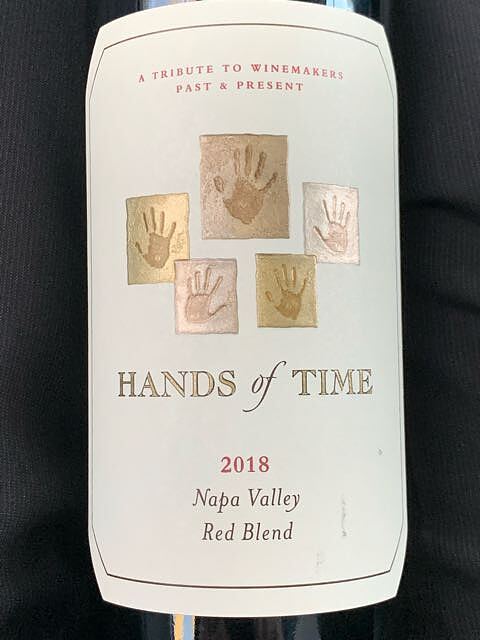 A TRIBUTE TO WINEMAKERS
PAST & PRESENT
HANDS of TIME
2018
Napa Valley
Red Blend